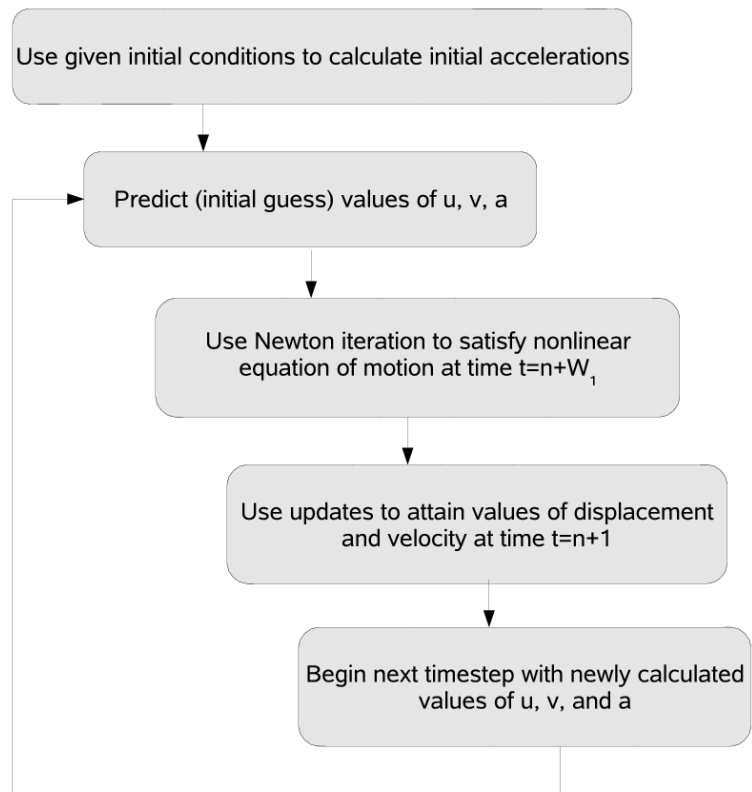 Use given initial conditions to calculate initial accelerations
Predict (initial guess) values of u, v, a
Use Newton iteration to satisfy nonlinear
equation of motion at time t=n+W₁
Use updates to attain values of displacement
and velocity at time t=n+1
Begin next timestep with newly calculated
values of u, v, and a